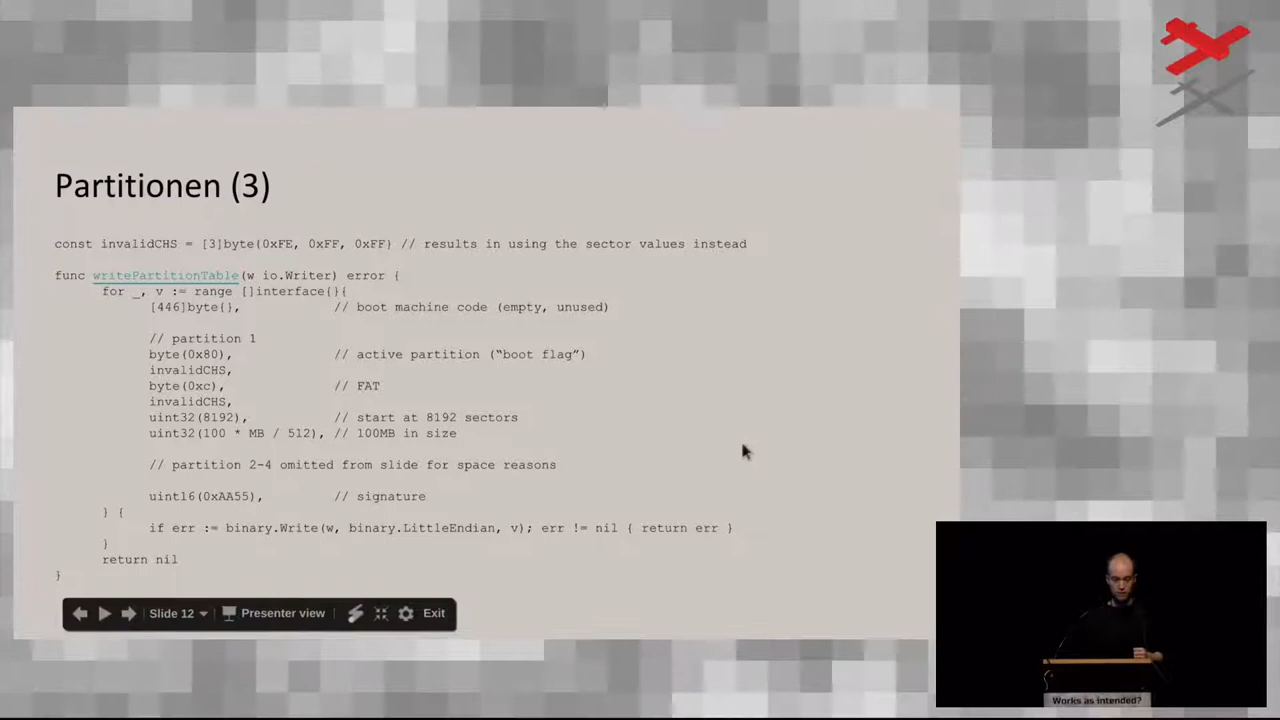 Partitionen (3)
const invalidCHS = [3]byte{0xFE, 0xFF, 0xFF} // results in using the sector values instead
func writePartitionTable(w io.Writer) error {
for _, v := range []interface{}{
[446]byte{}, // boot machine code (empty, unused)
// partition 1
byte(0x80), // active partition (“boot flag”)
invalidCHS,
byte(0xc), // FAT
invalidCHS,
uint32(8192), // start at 8192 sectors
uint32(100 * MB / 512), // 100MB in size
// partition 2-4 omitted from slide for space reasons
uint16(0xAA55), // signature
} {
if err := binary.Write(w, binary.LittleEndian, v); err != nil { return err }
}
return nil
}
Slide 12 Presenter view Exit
Works as intended?